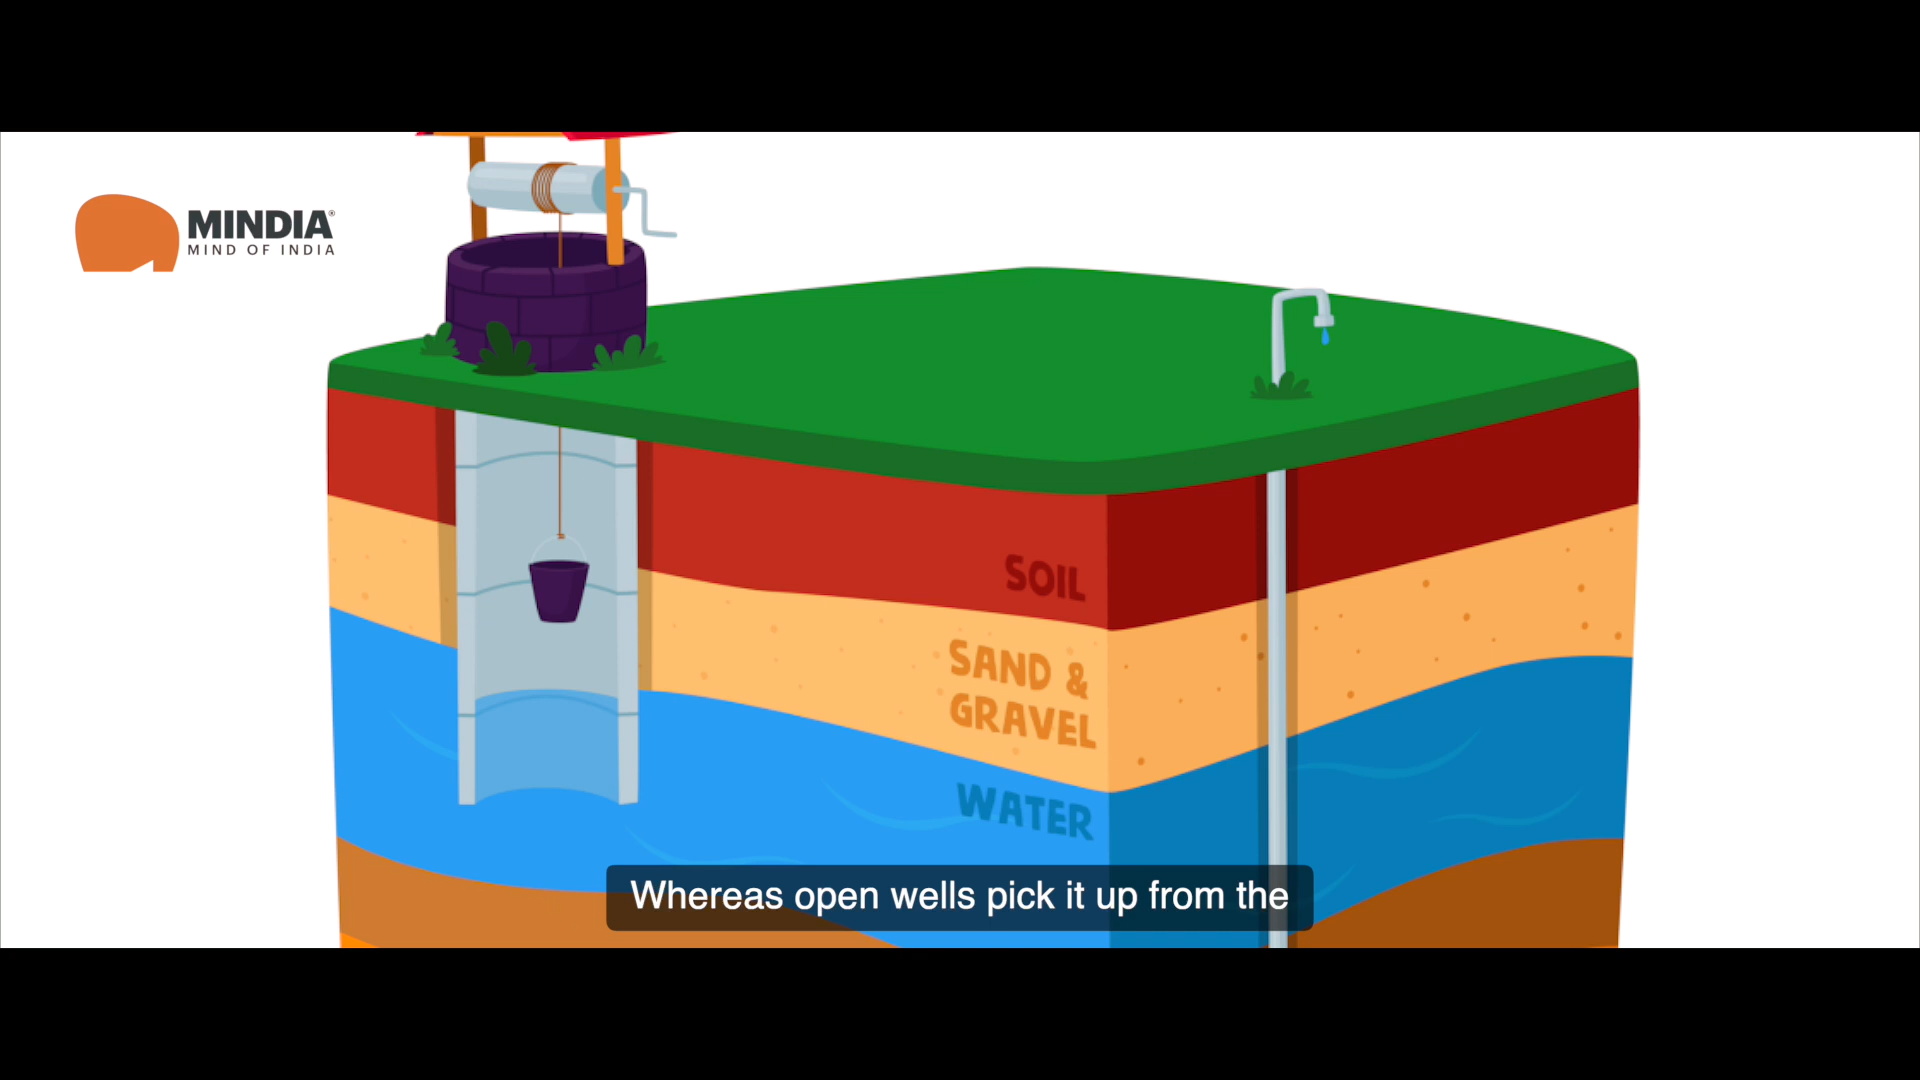 MINDIA®
MIND OF INDIA
SOIL
SAND &
GRAVEL
WATER
Whereas open wells pick it up from the